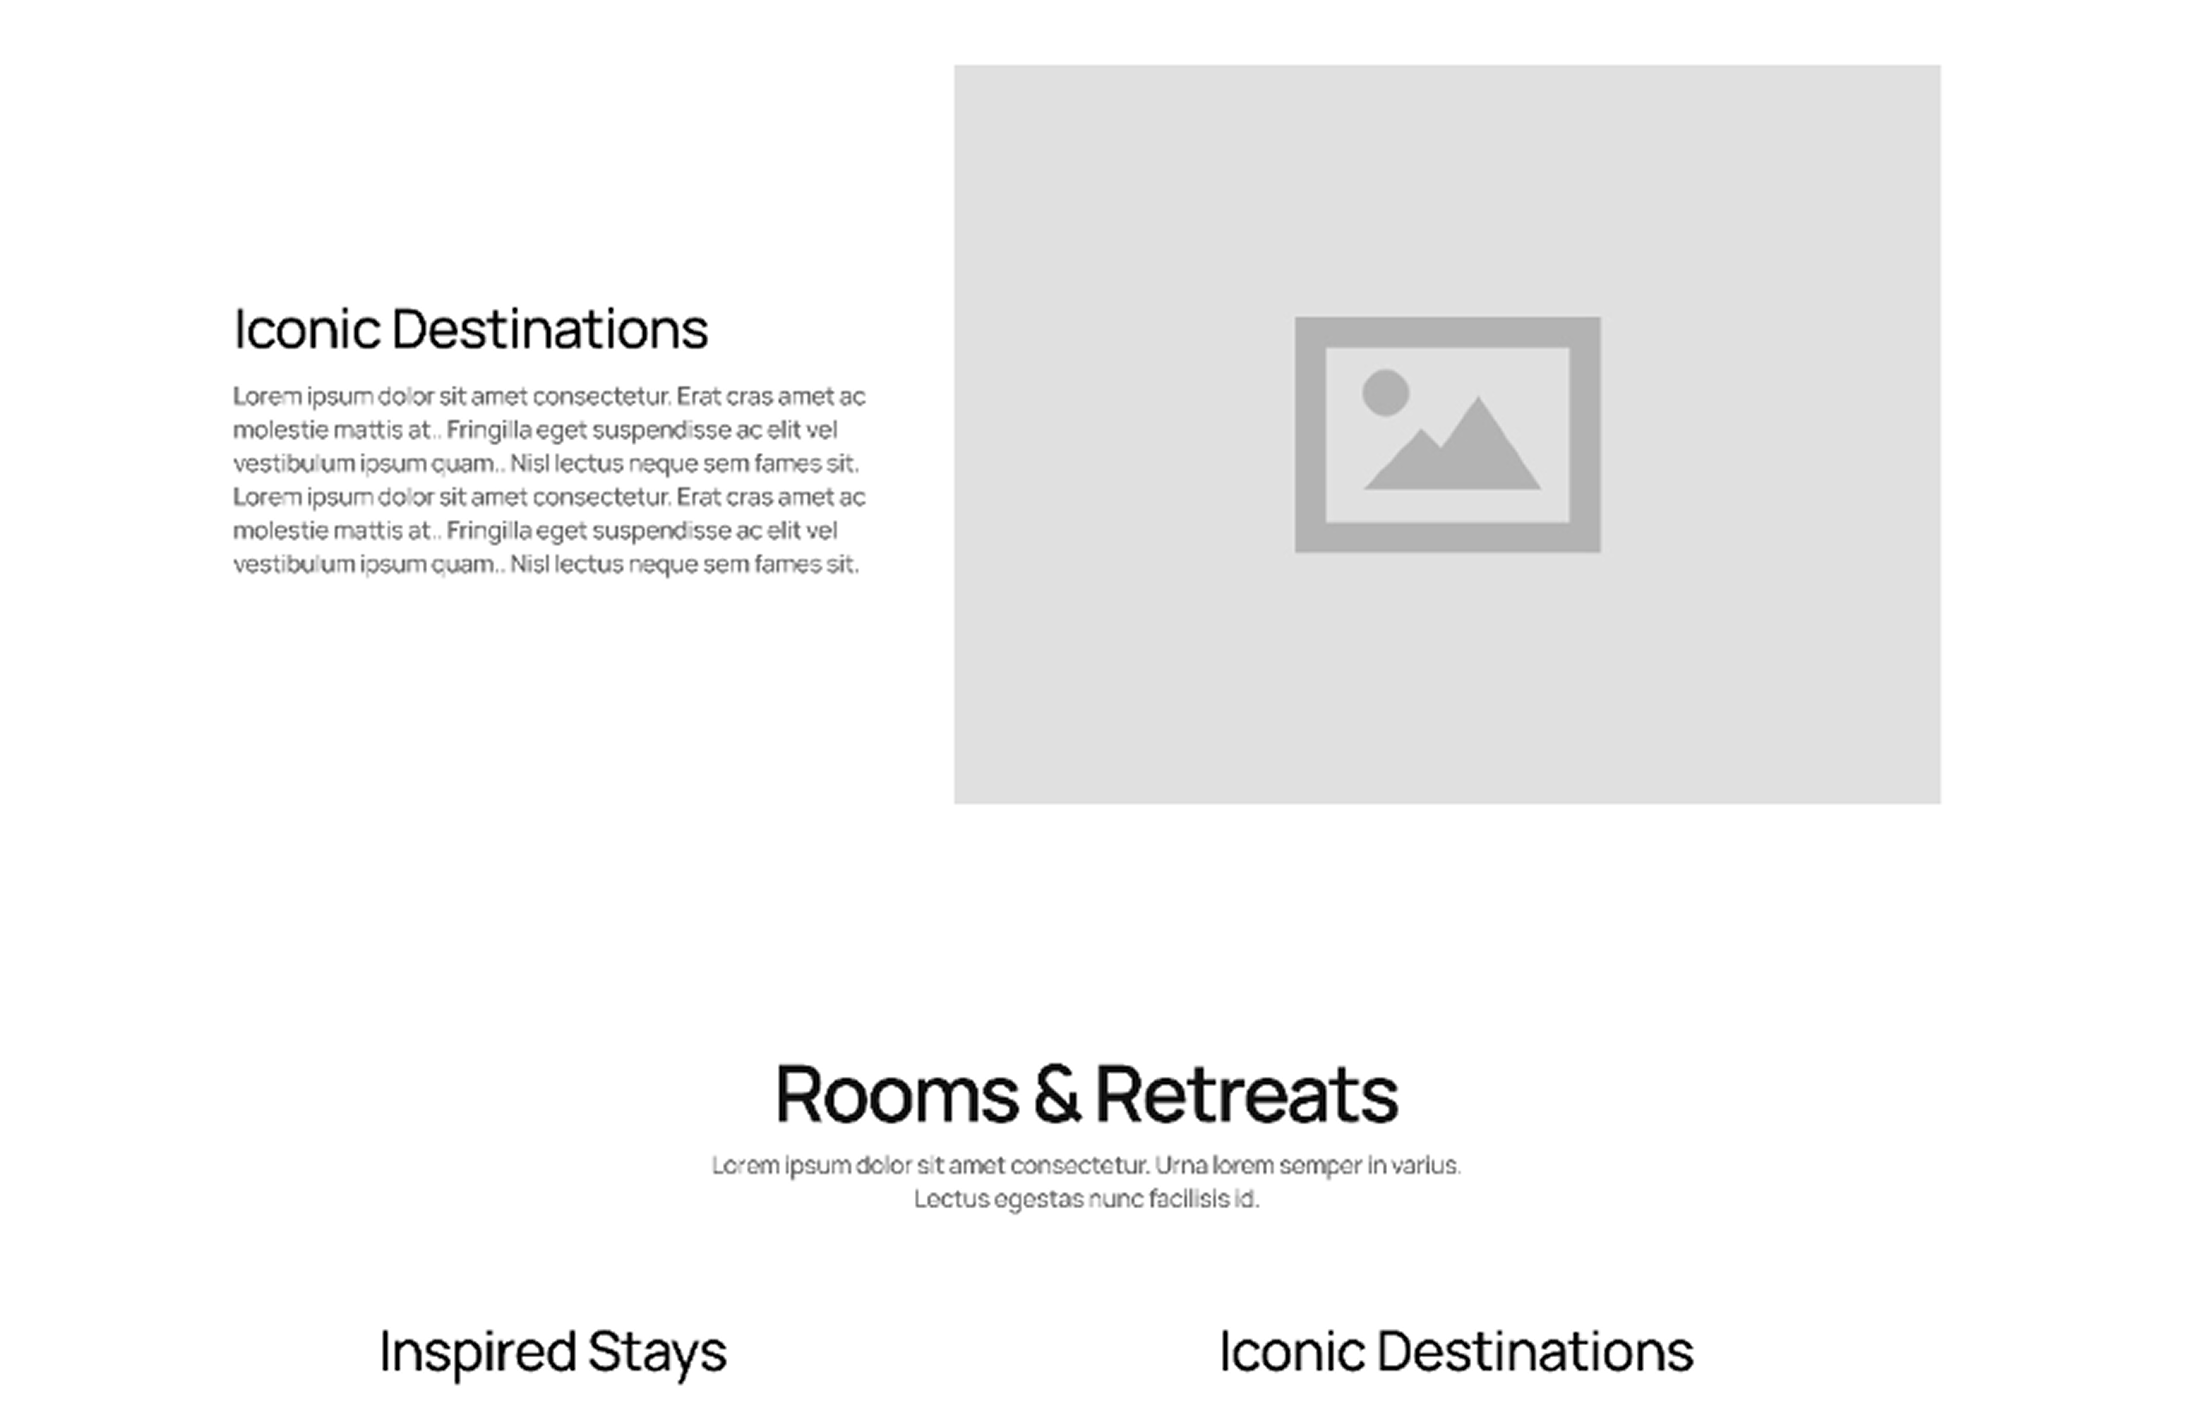 Iconic Destinations
Lorem ipsum dolor sit amet consectetur. Erat cras amet ac
molestie mattis at.. Fringilla eget suspendisse ac elit vel
vestibulum ipsum quam.. Nisl lectus neque sem fames sit.
Lorem ipsum dolor sit amet consectetur. Erat cras amet ac
molestie mattis at.. Fringilla eget suspendisse ac elit vel
vestibulum ipsum quam.. Nisl lectus neque sem fames sit.
Rooms & Retreats
Lorem ipsum dolor sit amet consectetur. Urna lorem semper in varius.
Lectus egestas nunc facilisis id.
Inspired Stays
Iconic Destinations